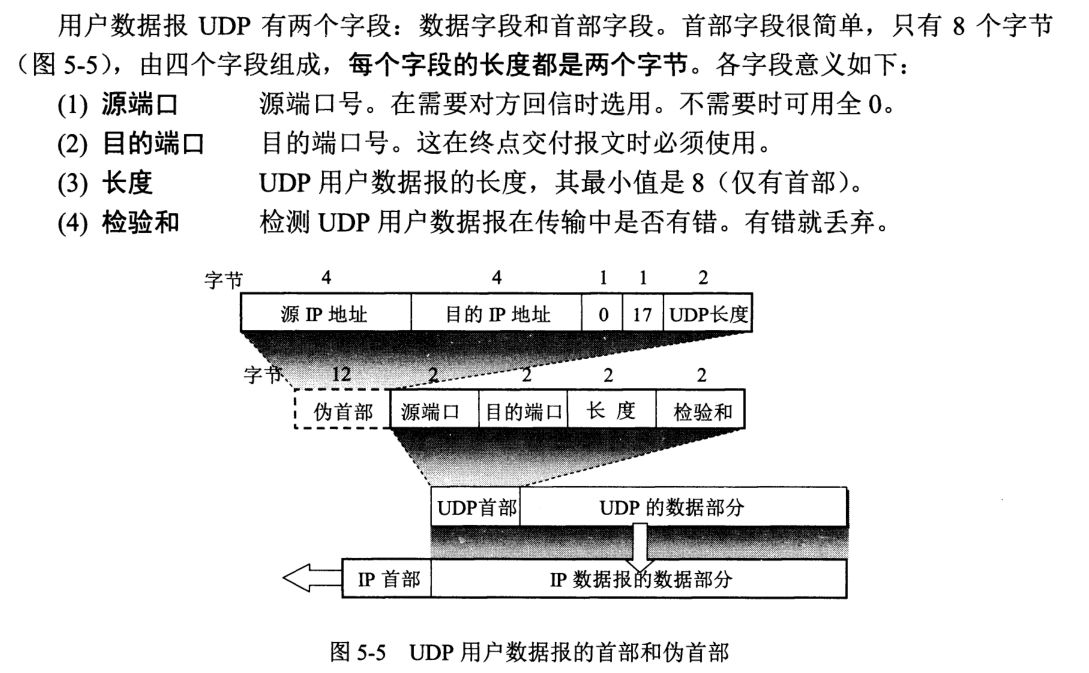 用户数据报 UDP 有两个字段：数据字段和首部字段。首部字段很简单，只有 8 个字节
（图 5-5），由四个字段组成，每个字段的长度都是两个字节。各字段意义如下：
(1) 源端口 源端口号。在需要对方回信时选用。不需要时可用全 0。
(2) 目的端口 目的端口号。这在终点交付报文时必须使用。
(3) 长度 UDP 用户数据报的长度，其最小值是 8（仅有首部）。
(4) 检验和 检测 UDP 用户数据报在传输中是否有错。有错就丢弃。
字节 4 4 1 1 2
源 IP 地址 目的 IP 地址 0 17 UDP长度
字节 12 2 2 2 2
伪首部 源端口 目的端口 长 度 检验和
UDP首部 UDP 的数据部分
IP 首部 IP 数据报的数据部分
图 5-5 UDP 用户数据报的首部和伪首部